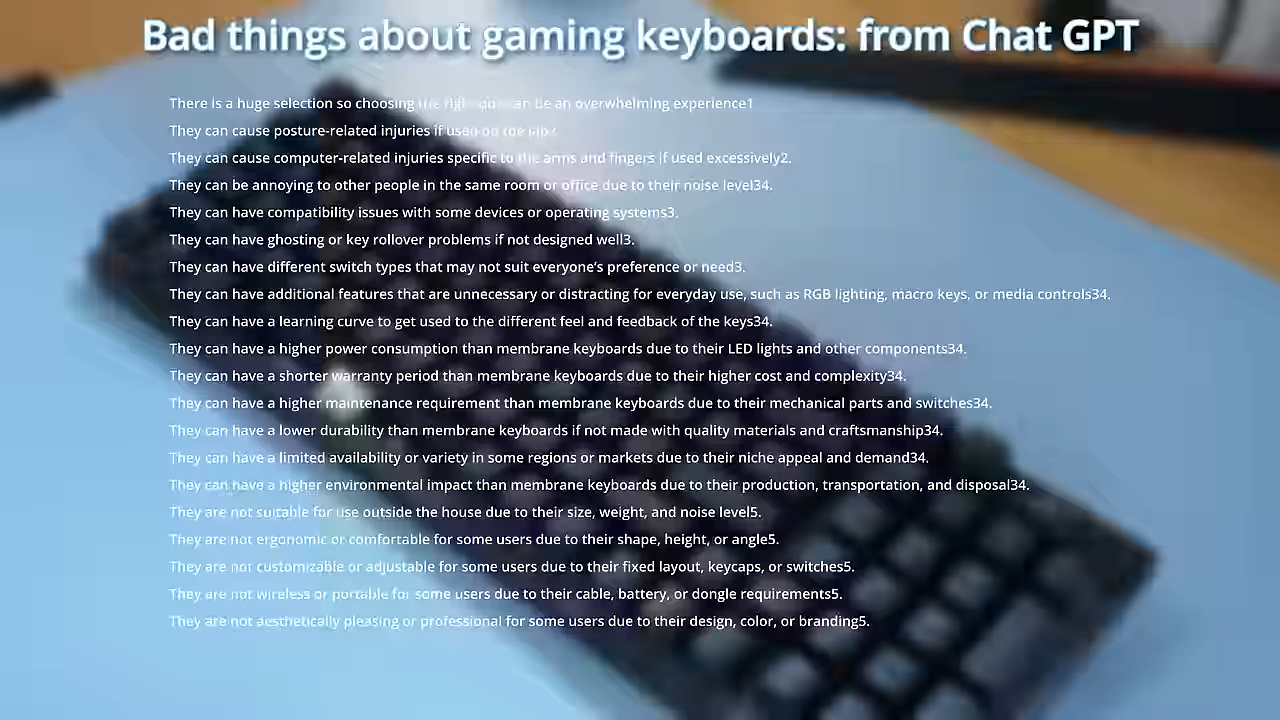 Bad things about gaming keyboards: from Chat GPT
There is a huge selection so choosing the right one can be an overwhelming experience1
They can cause posture-related injuries if used on the lap2.
They can cause computer-related injuries specific to the arms and fingers if used excessively2.
They can be annoying to other people in the same room or office due to their noise level34.
They can have compatibility issues with some devices or operating systems3.
They can have ghosting or key rollover problems if not designed well3.
They can have different switch types that may not suit everyone’s preference or need3.
They can have additional features that are unnecessary or distracting for everyday use, such as RGB lighting, macro keys, or media controls34.
They can have a learning curve to get used to the different feel and feedback of the keys34.
They can have a higher power consumption than membrane keyboards due to their LED lights and other components34.
They can have a shorter warranty period than membrane keyboards due to their higher cost and complexity34.
They can have a higher maintenance requirement than membrane keyboards due to their mechanical parts and switches34.
They can have a lower durability than membrane keyboards if not made with quality materials and craftsmanship34.
They can have a limited availability or variety in some regions or markets due to their niche appeal and demand34.
They can have a higher environmental impact than membrane keyboards due to their production, transportation, and disposal34.
They are not suitable for use outside the house due to their size, weight, and noise level5.
They are not ergonomic or comfortable for some users due to their shape, height, or angle5.
They are not customizable or adjustable for some users due to their fixed layout, keycaps, or switches5.
They are not wireless or portable for some users due to their cable, battery, or dongle requirements5.
They are not aesthetically pleasing or professional for some users due to their design, color, or branding5.